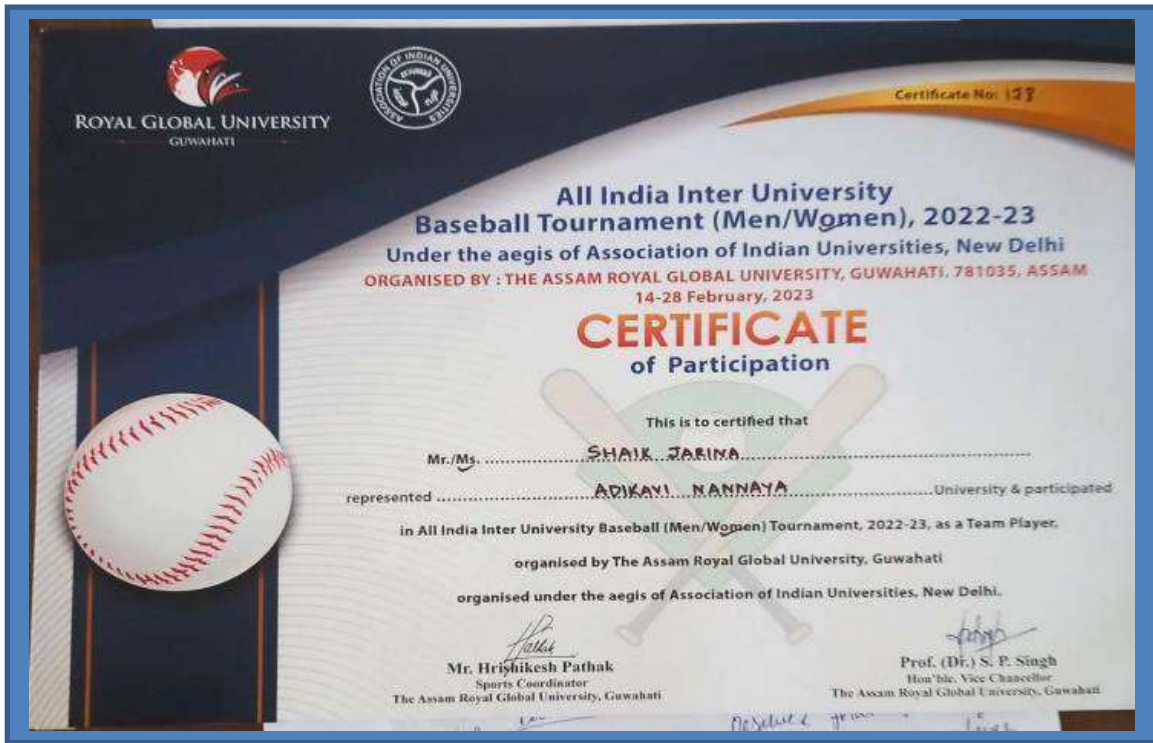 ROYAL GLOBAL UNIVERSITY
GUWAHATI
ASSOCIATION OF INDIAN UNIVERSITIES
Certificate No:
All India Inter University
Baseball Tournament (Men/Women), 2022-23
Under the aegis of Association of Indian Universities, New Delhi
ORGANISED BY : THE ASSAM ROYAL GLOBAL UNIVERSITY, GUWAHATI. 781035, ASSAM
14-28 February, 2023
CERTIFICATE
of Participation
This is to certified that
Mr./Ms. SHAIK JARINA
represented ADIKAVI NANNAYA University & participated
in All India Inter University Baseball (Men/Women) Tournament, 2022-23, as a Team Player,
organised by The Assam Royal Global University, Guwahati
organised under the aegis of Association of Indian Universities, New Delhi.
Mr. Hrishikesh Pathak
Sports Coordinator
The Assam Royal Global University, Guwahati
Prof. (Dr.) S. P. Singh
Hon'ble. Vice Chancellor
The Assam Royal Global University, Guwahati